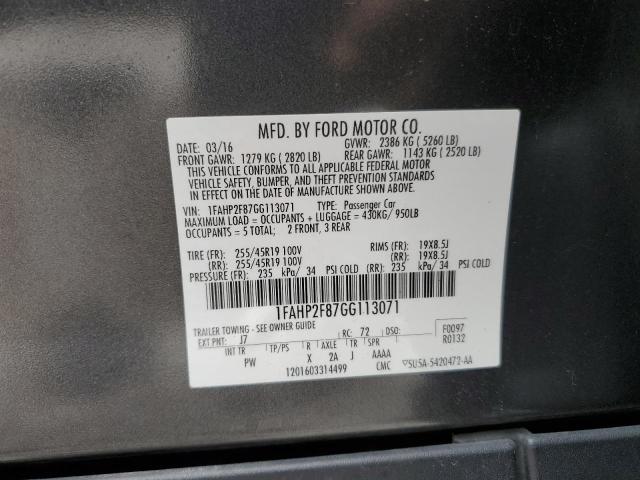 MFD. BY FORD MOTOR CO.
DATE: 03/16 GVWR: 2386 KG ( 5260 LB)
FRONT GAWR: 1279 KG ( 2820 LB) REAR GAWR: 1143 KG ( 2520 LB)
THIS VEHICLE CONFORMS TO ALL APPLICABLE FEDERAL MOTOR
VEHICLE SAFETY, BUMPER, AND THEFT PREVENTION STANDARDS
IN EFFECT ON THE DATE OF MANUFACTURE SHOWN ABOVE.
VIN: 1FAHP2F87GG113071 TYPE: Passenger Car
MAXIMUM LOAD = OCCUPANTS + LUGGAGE = 430KG/ 950LB
OCCUPANTS = 5 TOTAL: 2 FRONT, 3 REAR
TIRE (FR): 255/45R19 100V RIMS (FR): 19X8.5J
(RR): 255/45R19 100V (RR): 19X8.5J
PRESSURE (FR): 235 kPa/ 34 PSI COLD (RR): 235 kPa/ 34 PSI COLD
1FAHP2F87GG113071
TRAILER TOWING - SEE OWNER GUIDE
EXT PNT: J7 RC: 72 DSO: F0097
INT TR TP/PS R AXLE TR SPR R0132
PW X 2A J AAAA
1201603314499 CMC ▽5U5A-5420472-AA